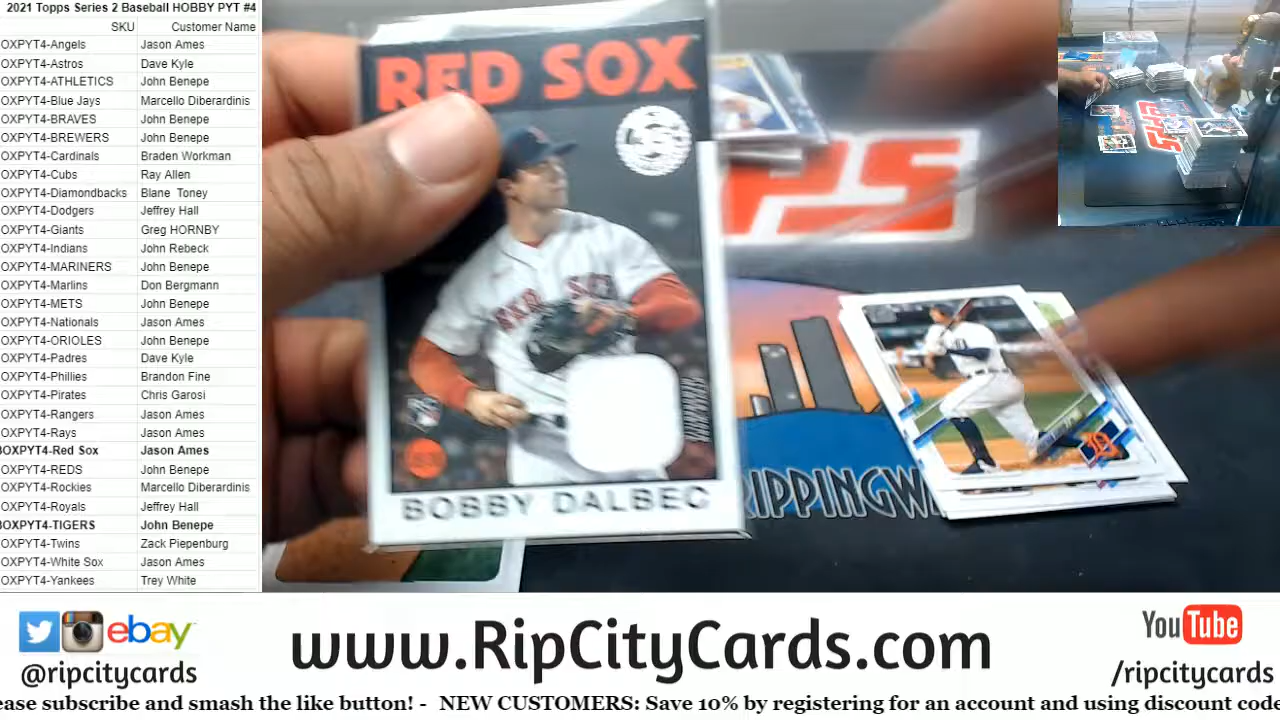 2021 Topps Series 2 Baseball HOBBY PYT #4
SKU Customer Name
OXPYT4-Angels Jason Ames
OXPYT4-Astros Dave Kyle
OXPYT4-ATHLETICS John Benepe
OXPYT4-Blue Jays Marcello Diberardinis
OXPYT4-BRAVES John Benepe
OXPYT4-BREWERS John Benepe
OXPYT4-Cardinals Braden Workman
OXPYT4-Cubs Ray Allen
OXPYT4-Diamondbacks Blane Toney
OXPYT4-Dodgers Jeffrey Hall
OXPYT4-Giants Greg HORNBY
OXPYT4-Indians John Rebeck
OXPYT4-MARINERS John Benepe
OXPYT4-Marlins Don Bergmann
OXPYT4-METS John Benepe
OXPYT4-Nationals Jason Ames
OXPYT4-ORIOLES John Benepe
OXPYT4-Padres Dave Kyle
OXPYT4-Phillies Brandon Fine
OXPYT4-Pirates Chris Garosi
OXPYT4-Rangers Jason Ames
OXPYT4-Rays Jason Ames
BOXPYT4-Red Sox Jason Ames
OXPYT4-REDS John Benepe
OXPYT4-Rockies Marcello Diberardinis
OXPYT4-Royals Jeffrey Hall
BOXPYT4-TIGERS John Benepe
OXPYT4-Twins Zack Piepenburg
OXPYT4-White Sox Jason Ames
OXPYT4-Yankees Trey White
RED SOX
RED SOX
BOBBY DALBEC
PS
RIPPINGW
ebay
@ripcitycards
www.RipCityCards.com
YouTube
/ripcitycards
ease subscribe and smash the like button! - NEW CUSTOMERS: Save 10% by registering for an account and using discount code